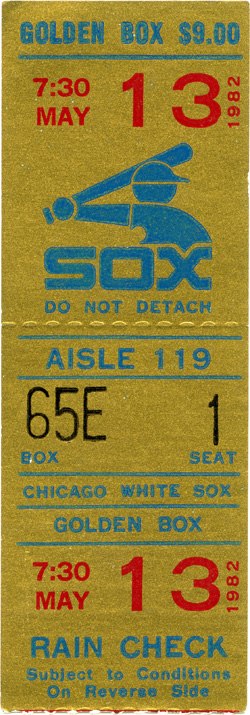 GOLDEN BOX $9.00
7:30
MAY 13 1982
SOX
DO NOT DETACH
AISLE 119
65E 1
BOX SEAT
CHICAGO WHITE SOX
GOLDEN BOX
7:30
MAY 13 1982
RAIN CHECK
Subject to Conditions
On Reverse Side